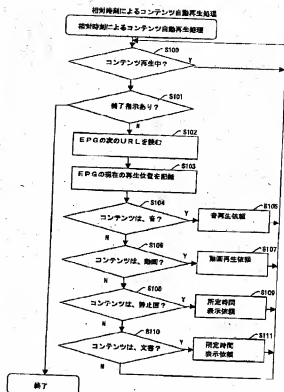 相対時刻によるコンテンツ自動再生処理
相対時刻によるコンテンツ自動再生処理
S100
コンテンツ再生中？
Y
N
S101
終了指示あり？
Y
N
S102
EPGの次のURLを読む
S103
EPGの現在の再生位置を記録
S104
コンテンツは、音？
Y
S105
音再生依頼
N
S106
コンテンツは、動画？
Y
S107
動画再生依頼
N
S108
コンテンツは、静止画？
Y
S109
所定時間
表示依頼
N
S110
コンテンツは、文書？
Y
S111
所定時間
表示依頼
N
終了